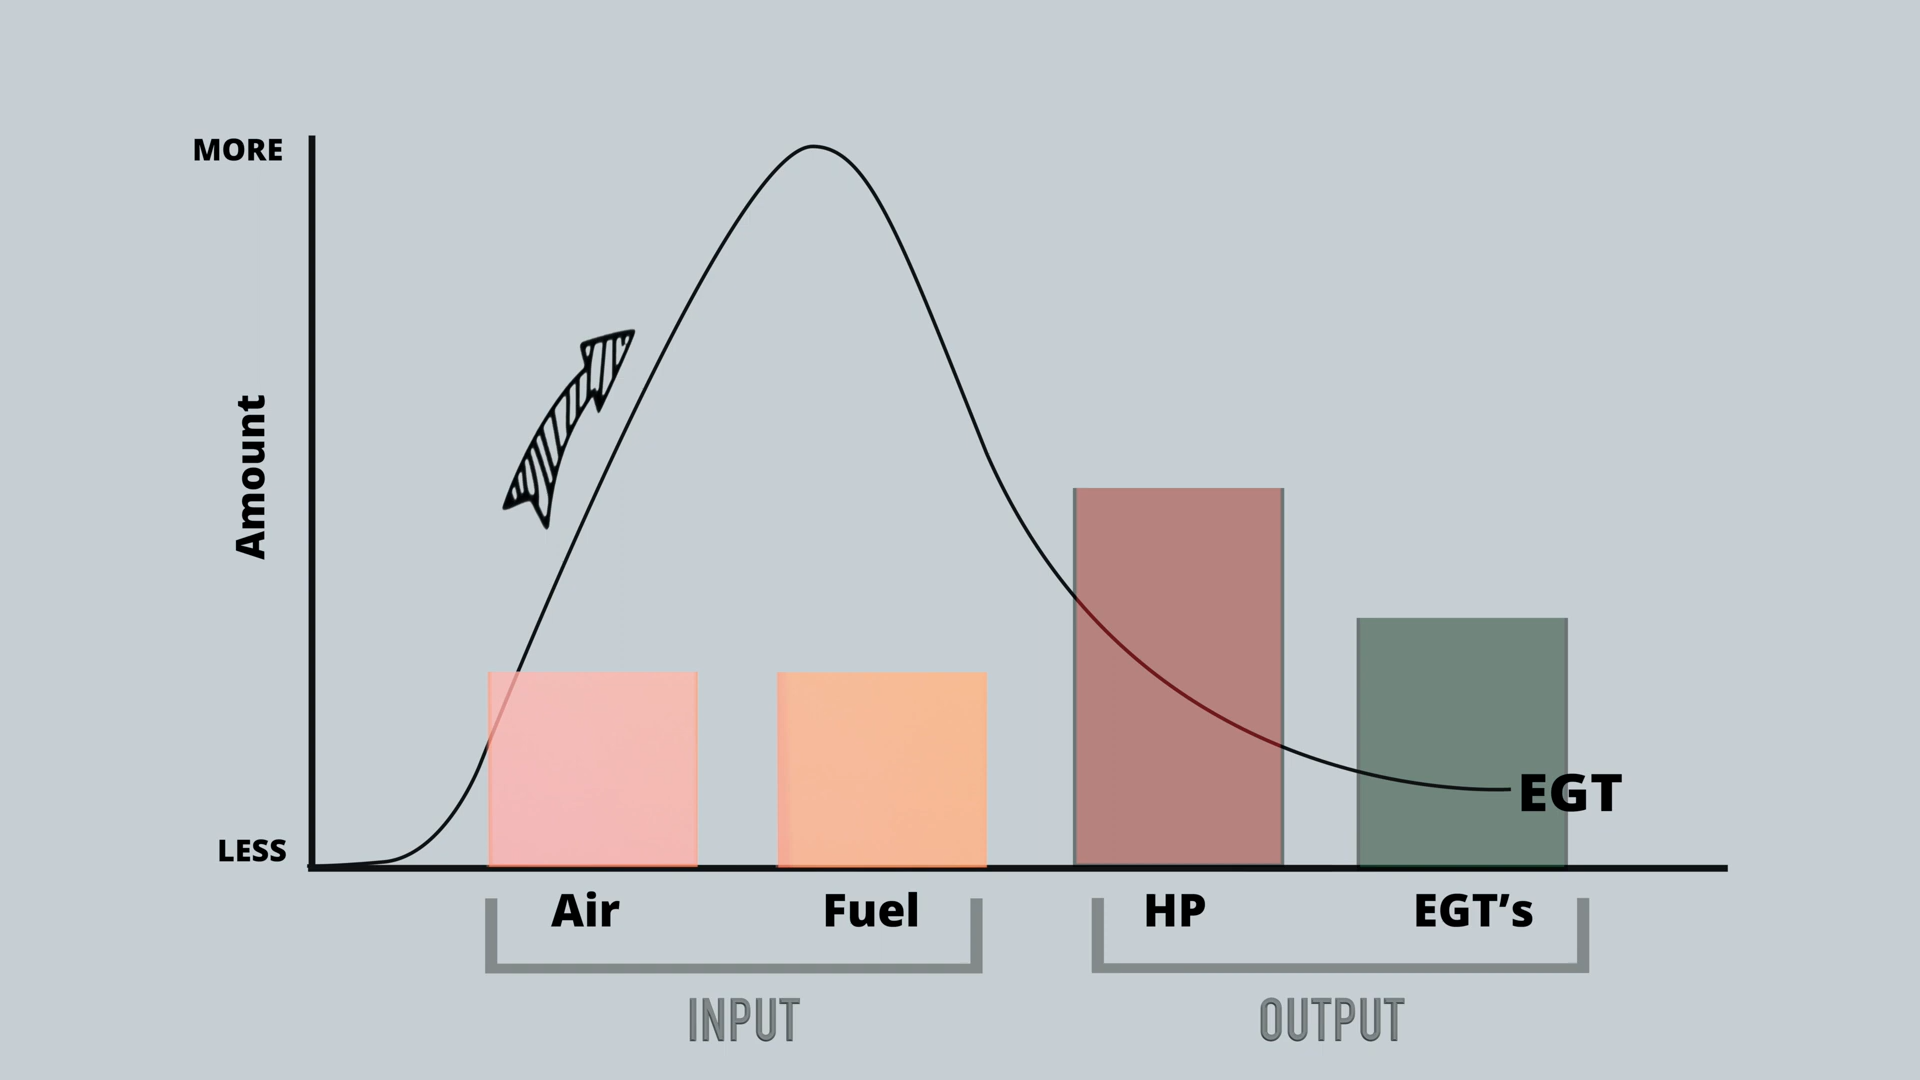 MORE
Amount
LESS
EGT
Air
Fuel
HP
EGT’s
INPUT
OUTPUT